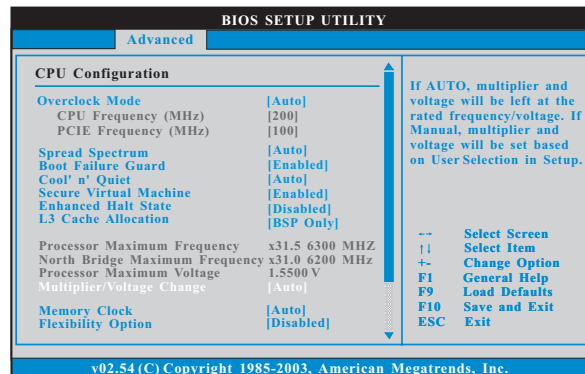 BIOS SETUP UTILITY
Advanced
CPU Configuration
Overclock Mode [Auto]
CPU Frequency (MHz) [200]
PCIE Frequency (MHz) [100]
Spread Spectrum [Auto]
Boot Failure Guard [Enabled]
Cool' n' Quiet [Auto]
Secure Virtual Machine [Enabled]
Enhanced Halt State [Disabled]
L3 Cache Allocation [BSP Only]
Processor Maximum Frequency x31.5 6300 MHZ
North Bridge Maximum Frequency x31.0 6200 MHz
Processor Maximum Voltage 1.5500 V
Multiplier/Voltage Change [Auto]
Memory Clock [Auto]
Flexibility Option [Disabled]
If AUTO, multiplier and
voltage will be left at the
rated frequency/voltage. If
Manual, multiplier and
voltage will be set based
on User Selection in Setup.
←→ Select Screen
↑↓ Select Item
+- Change Option
F1 General Help
F9 Load Defaults
F10 Save and Exit
ESC Exit
v02.54 (C) Copyright 1985-2003, American Megatrends, Inc.